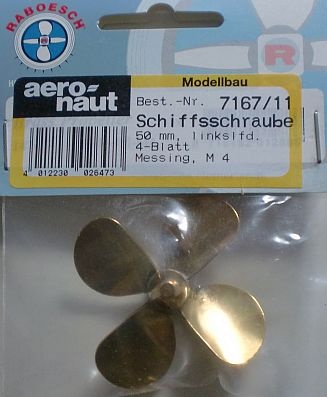 RABOESCH
R
aero-
naut
Modellbau
Best.-Nr. 7167/11
Schiffsschraube
50 mm, linkslfd.
4-Blatt
Messing, M 4
4 012230 026473